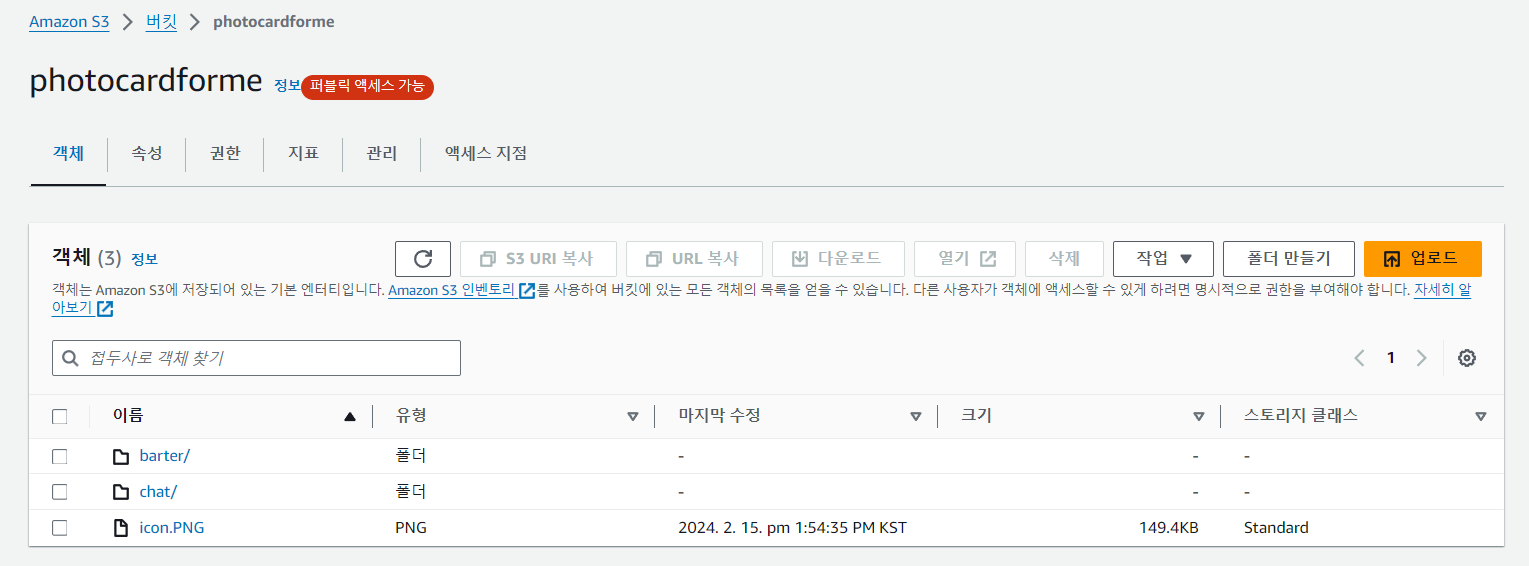 Amazon S3 > 버킷 > photocardforme
photocardforme 정보 퍼블릭 액세스 가능
객체 속성 권한 지표 관리 액세스 지점
객체 (3) 정보 S3 URI 복사 URL 복사 다운로드 열기 삭제 작업 ▼ 폴더 만들기 업로드
객체는 Amazon S3에 저장되어 있는 기본 엔터티입니다. Amazon S3 인벤토리를 사용하여 버킷에 있는 모든 객체의 목록을 얻을 수 있습니다. 다른 사용자가 객체에 액세스할 수 있게 하려면 명시적으로 권한을 부여해야 합니다. 자세히 알
아보기
접두사로 객체 찾기 < 1 >
이름 ▲ 유형 ▽ 마지막 수정 ▽ 크기 ▽ 스토리지 클래스 ▽
barter/ 폴더 - - -
chat/ 폴더 - - -
icon.PNG PNG 2024. 2. 15. pm 1:54:35 PM KST 149.4KB Standard